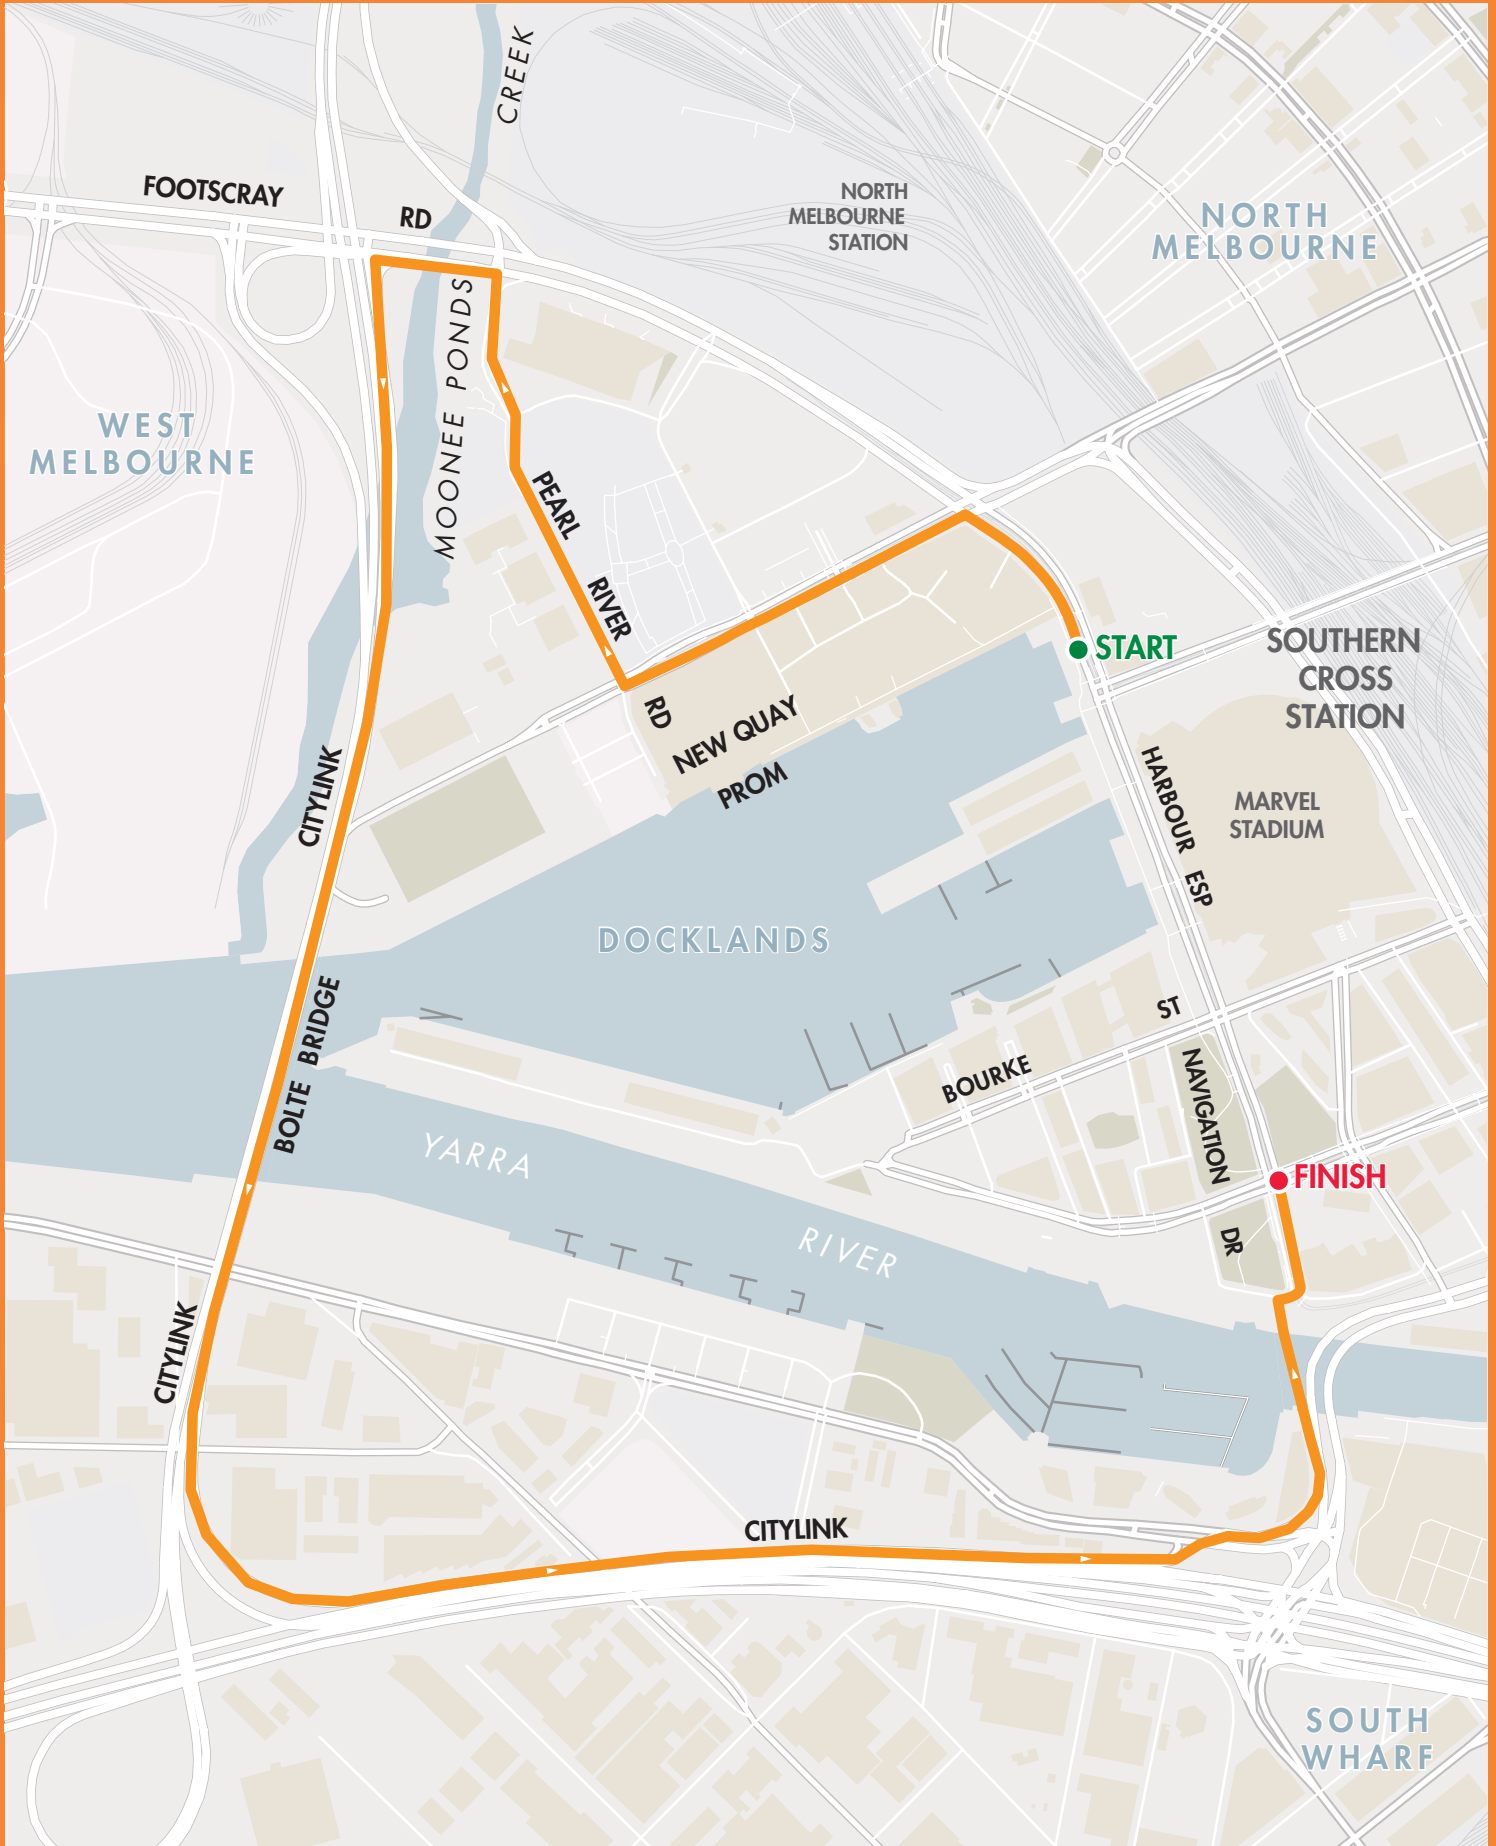 CREEK
FOOTSCRAY
RD
NORTH
MELBOURNE
STATION
NORTH
MELBOURNE
MOONEE PONDS
WEST
MELBOURNE
PEARL
RIVER
RD
START
SOUTHERN
CROSS
STATION
NEW QUAY
PROM
CITYLINK
HARBOUR ESP
MARVEL
STADIUM
DOCKLANDS
BOLTE BRIDGE
BOURKE
ST
NAVIGATION
DR
YARRA
RIVER
FINISH
CITYLINK
CITYLINK
SOUTH
WHARF